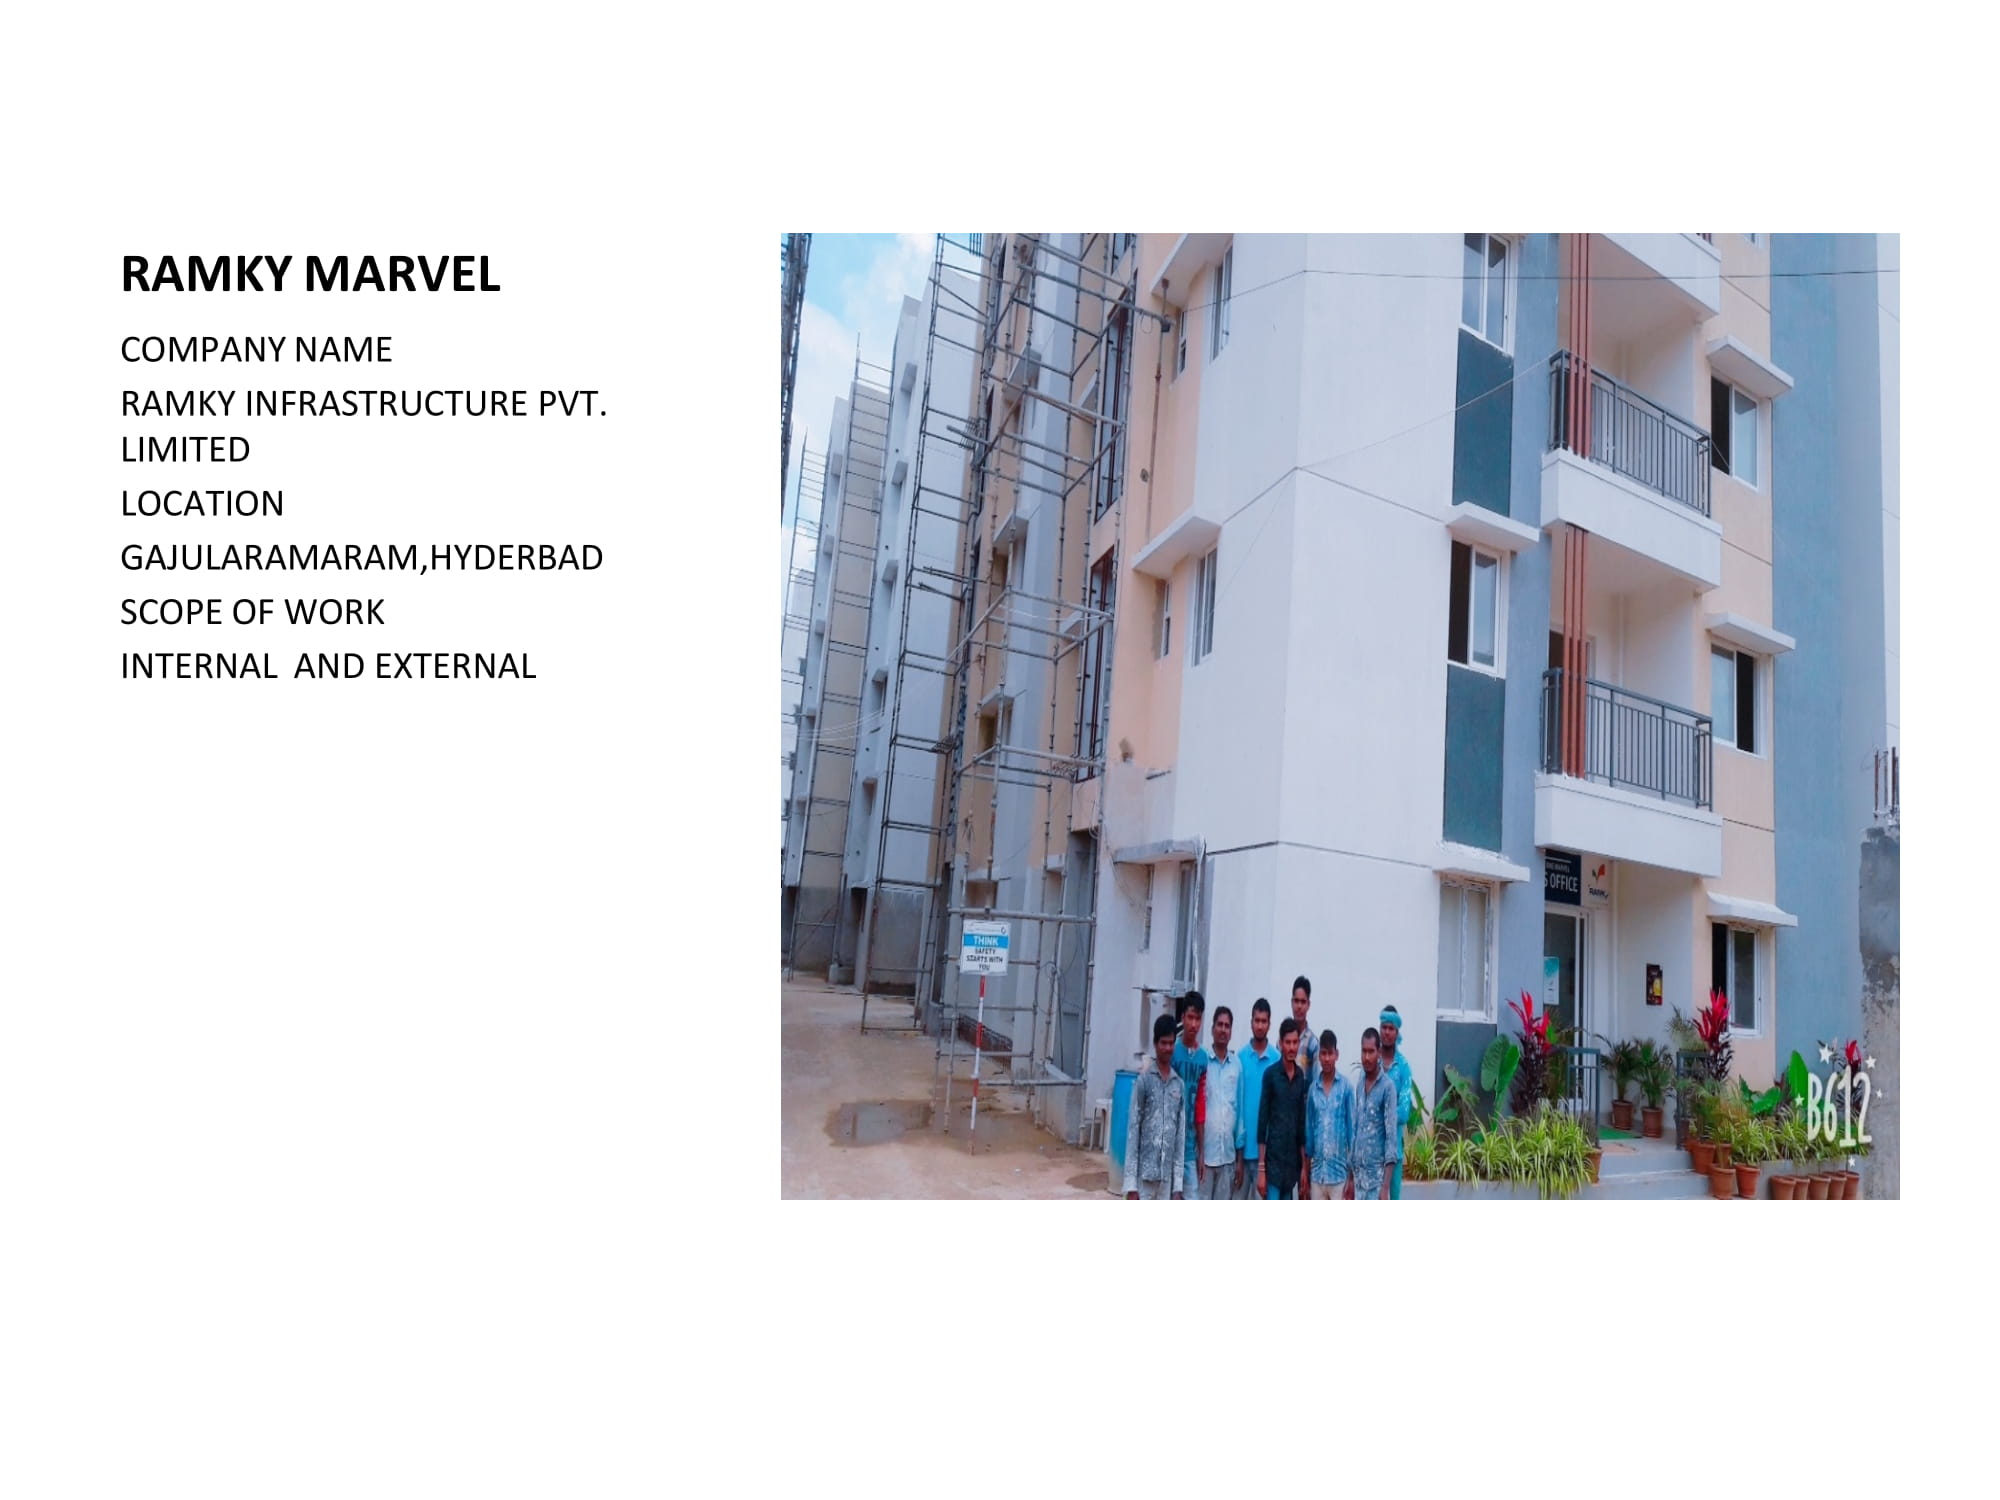 RAMKY MARVEL
COMPANY NAME
RAMKY INFRASTRUCTURE PVT.
LIMITED
LOCATION
GAJULARAMARAM,HYDERBAD
SCOPE OF WORK
INTERNAL  AND EXTERNAL
MARVEL
S OFFICE
THINK
SAFETY
STARTS WITH
YOU
B612